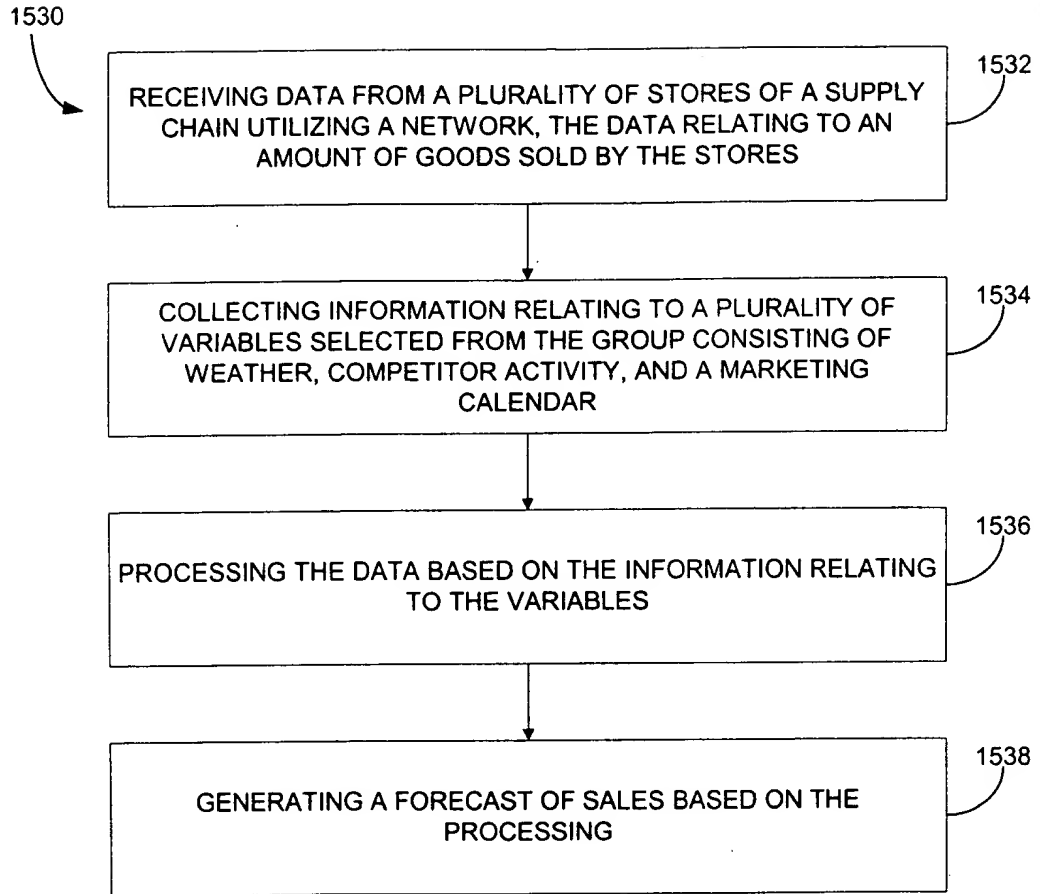 1530
1532
RECEIVING DATA FROM A PLURALITY OF STORES OF A SUPPLY
CHAIN UTILIZING A NETWORK, THE DATA RELATING TO AN
AMOUNT OF GOODS SOLD BY THE STORES
1534
COLLECTING INFORMATION RELATING TO A PLURALITY OF
VARIABLES SELECTED FROM THE GROUP CONSISTING OF
WEATHER, COMPETITOR ACTIVITY, AND A MARKETING
CALENDAR
1536
PROCESSING THE DATA BASED ON THE INFORMATION RELATING
TO THE VARIABLES
1538
GENERATING A FORECAST OF SALES BASED ON THE
PROCESSING